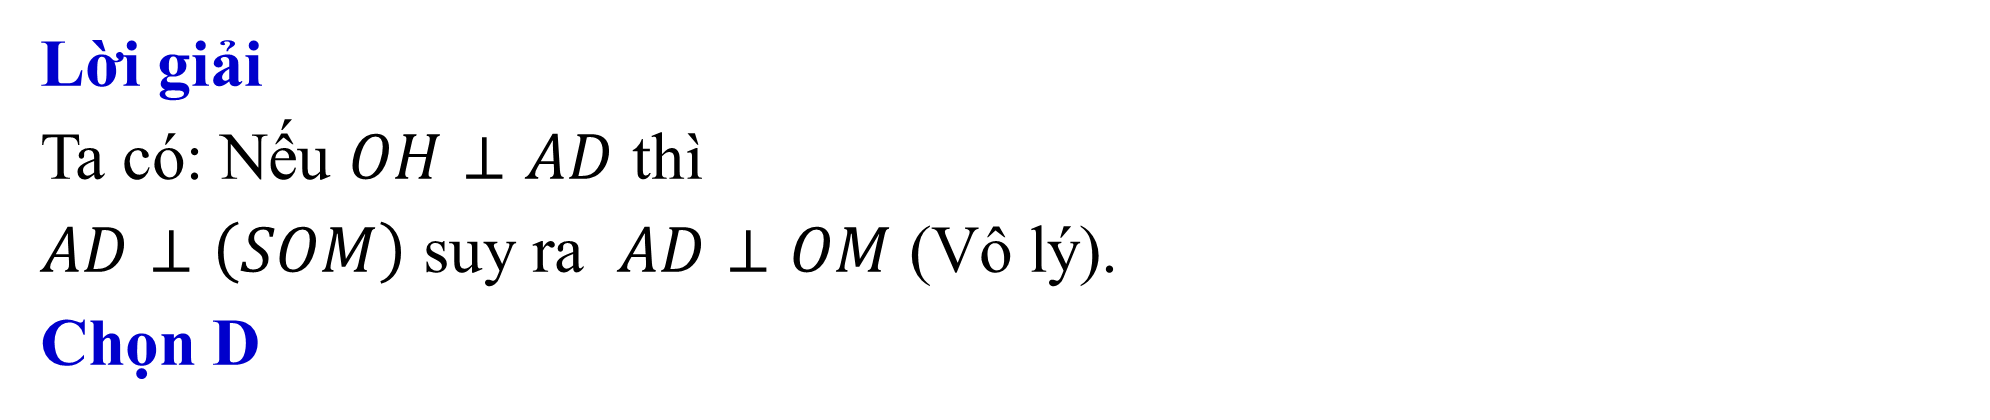 Lời giải
Ta có: Nếu 𝑂𝐻 ⊥ 𝐴𝐷 thì
𝐴𝐷 ⊥ (𝑆𝑂𝑀) suy ra 𝐴𝐷 ⊥ 𝑂𝑀 (Vô lý).
Chọn D